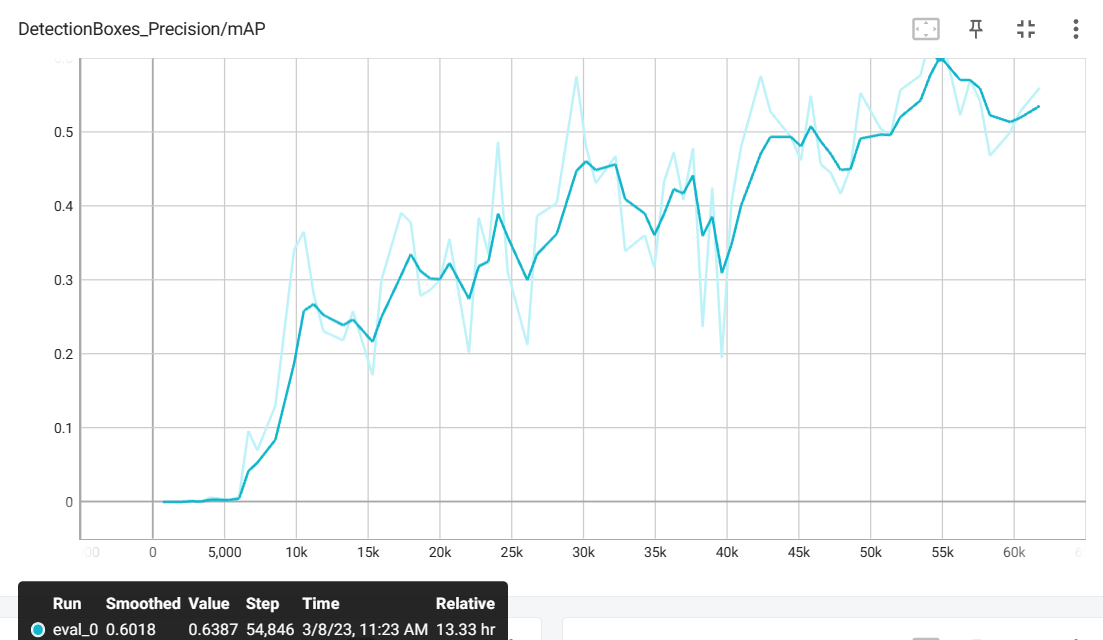 DetectionBoxes_Precision/mAP
0.5
0.4
0.3
0.2
0.1
0
0 5,000 10k 15k 20k 25k 30k 35k 40k 45k 50k 55k 60k
Run Smoothed Value Step Time Relative
eval_0 0.6018 0.6387 54,846 3/8/23, 11:23 AM 13.33 hr